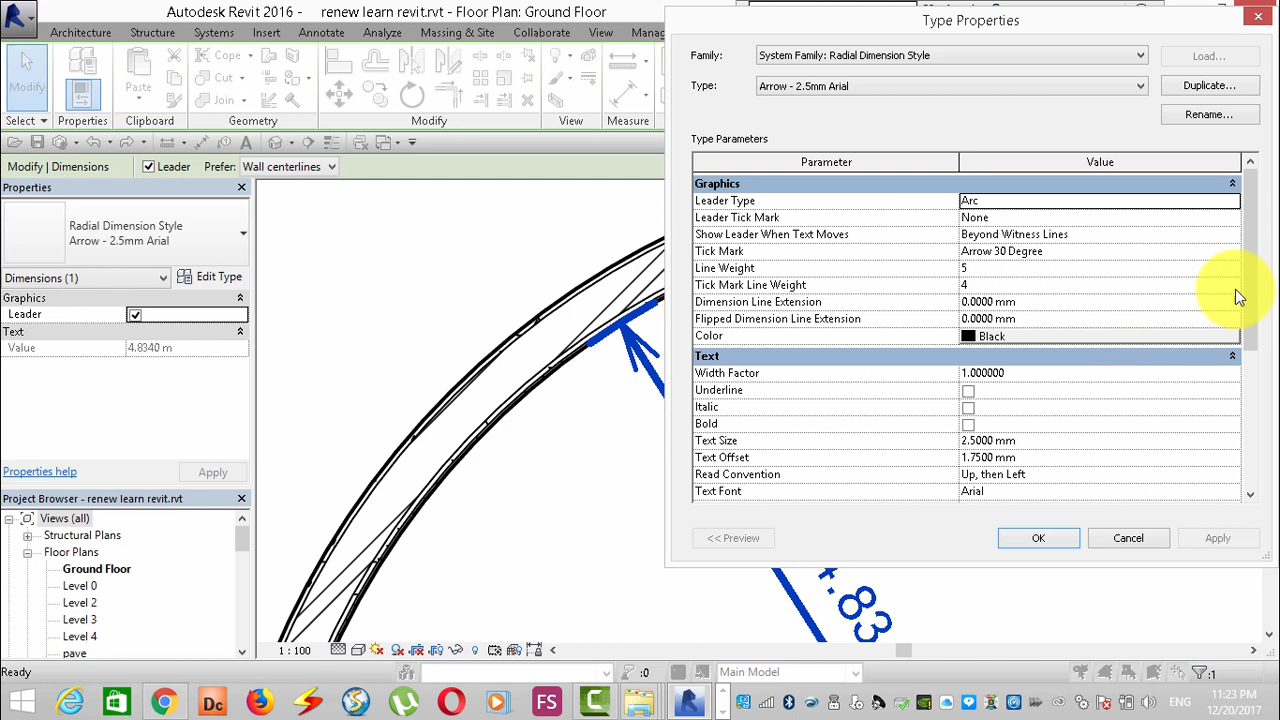 Autodesk Revit 2016 - renew learn revit.rvt - Floor Plan: Ground Floor
Architecture Structure Systems Insert Annotate Analyze Massing & Site Collaborate View Mana
Modify
Paste
Cope
Cut
Join
Select Properties Clipboard Geometry Modify View Measure
Modify | Dimensions Leader Prefer: Wall centerlines
Properties
Radial Dimension Style
Arrow - 2.5mm Arial
Dimensions (1) Edit Type
Graphics
Leader
Text
Value 4.8340 m
Properties help Apply
Project Browser - renew learn revit.rvt
Views (all)
Structural Plans
Floor Plans
Ground Floor
Level 0
Level 2
Level 3
Level 4
pave
4.83
Type Properties
Family: System Family: Radial Dimension Style Load...
Type: Arrow - 2.5mm Arial Duplicate...
Rename...
Type Parameters
Parameter Value
Graphics
Leader Type Arc
Leader Tick Mark None
Show Leader When Text Moves Beyond Witness Lines
Tick Mark Arrow 30 Degree
Line Weight 5
Tick Mark Line Weight 4
Dimension Line Extension 0.0000 mm
Flipped Dimension Line Extension 0.0000 mm
Color Black
Text
Width Factor 1.000000
Underline
Italic
Bold
Text Size 2.5000 mm
Text Offset 1.7500 mm
Read Convention Up, then Left
Text Font Arial
<< Preview OK Cancel Apply
1 : 100
Ready :0 Main Model :1
Dc FS ENG 11:23 PM
12/20/2017